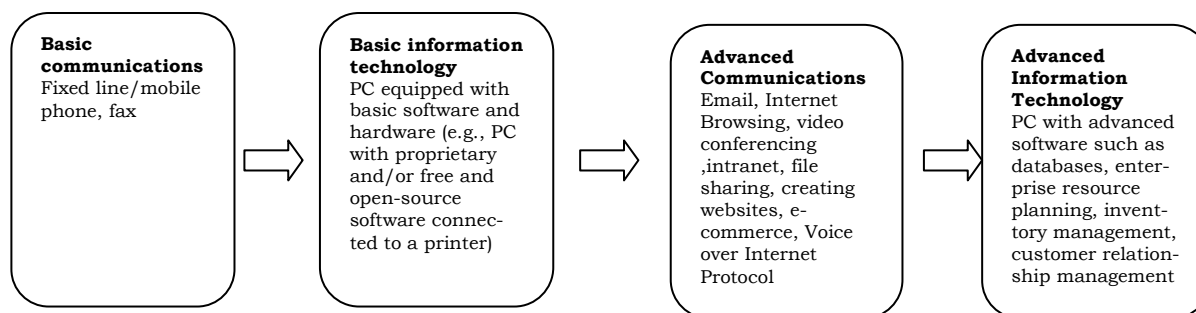 Basic
communications
Fixed line/mobile
phone, fax
Basic information
technology
PC equipped with
basic software and
hardware (e.g., PC
with proprietary
and/or free and
open-source
software connec-
ted to a printer)
Advanced
Communications
Email, Internet
Browsing, video
conferencing
,intranet, file
sharing, creating
websites, e-
commerce, Voice
over Internet
Protocol
Advanced
Information
Technology
PC with advanced
software such as
databases, enter-
prise resource
planning, invent-
tory management,
customer relation-
ship management